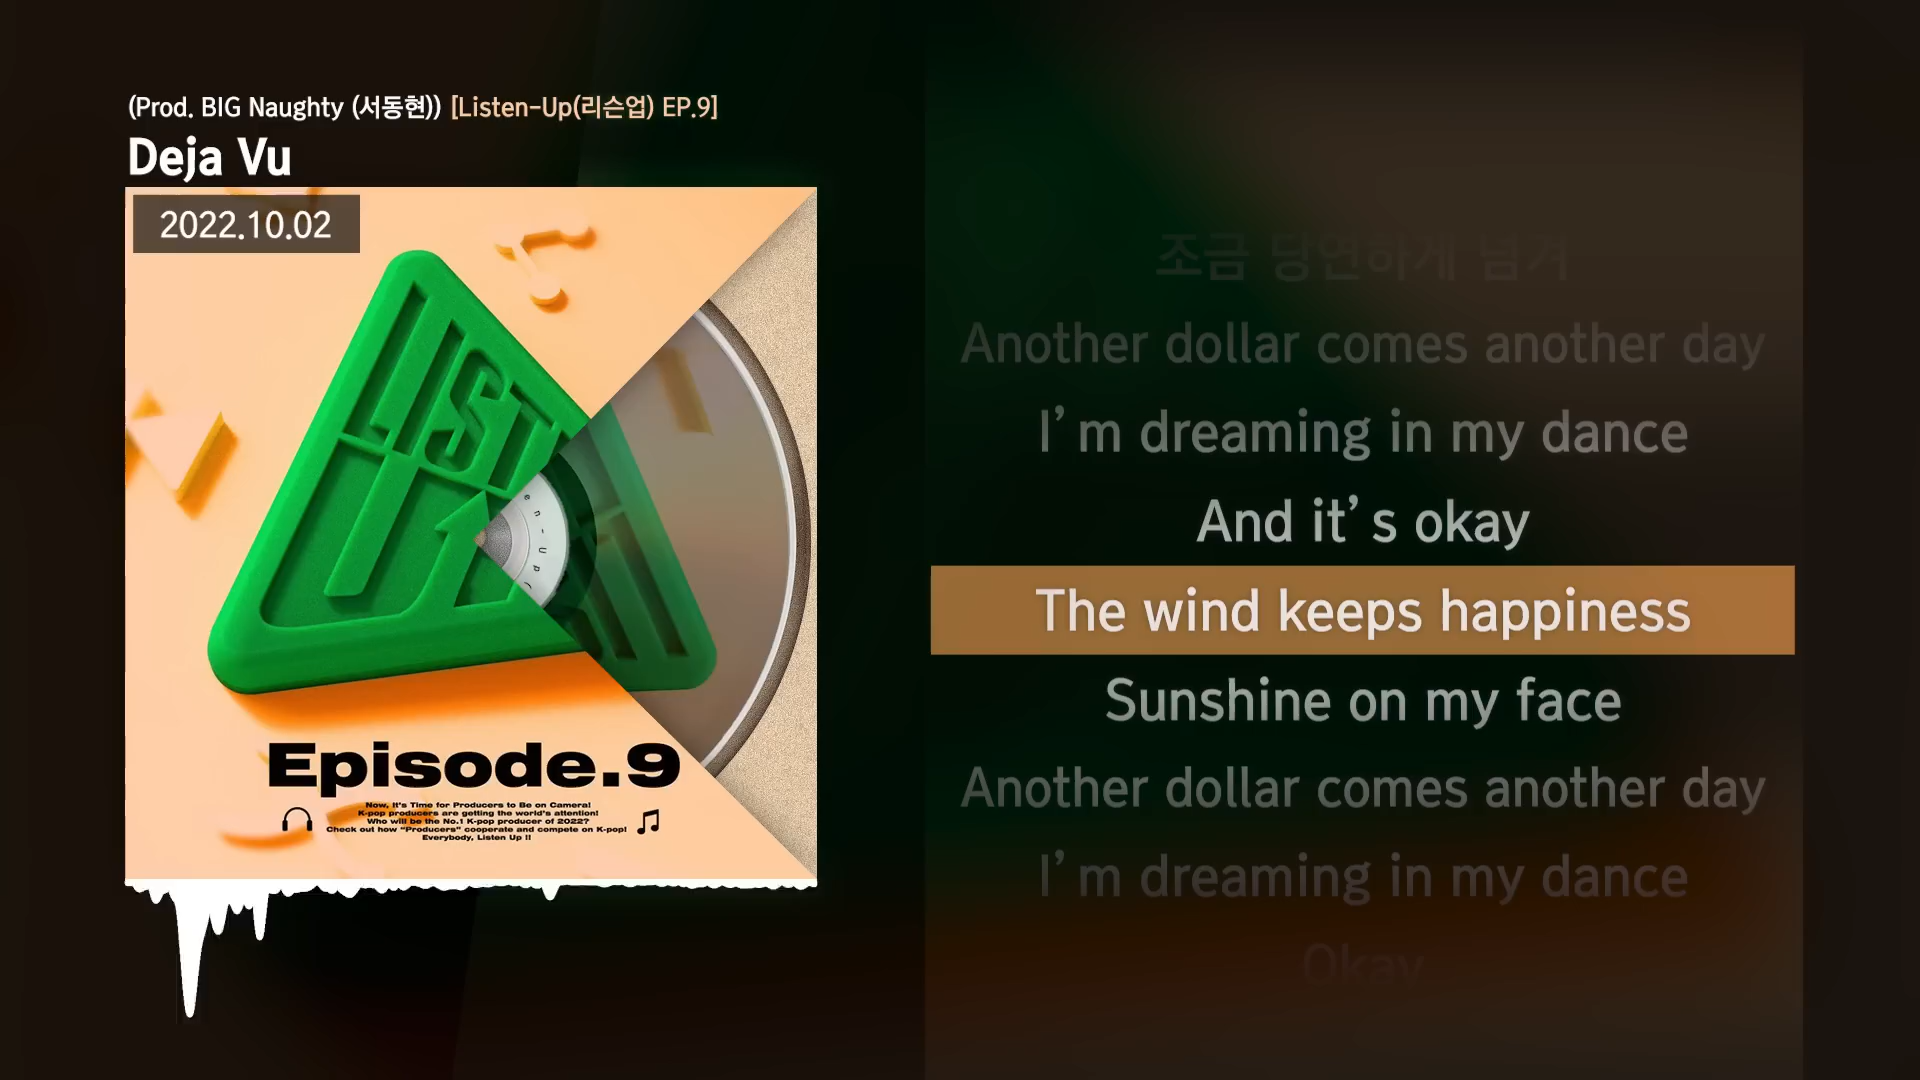 (Prod. BIG Naughty (서동현)) [Listen-Up(리슨업) EP.9]
Deja Vu
2022.10.02
LISTEN
Episode.9
Now, It's Time for Producers to Be on Camera!
K-pop producers are getting the world's attention!
Who will be the No.1 K-pop producer of 2022?
Check out how "Producers" cooperate and compete on K-pop!
Everybody, Listen Up !!
조금 당연하게 넘겨
Another dollar comes another day
I'm dreaming in my dance
And it's okay
The wind keeps happiness
Sunshine on my face
Another dollar comes another day
I'm dreaming in my dance
Okay